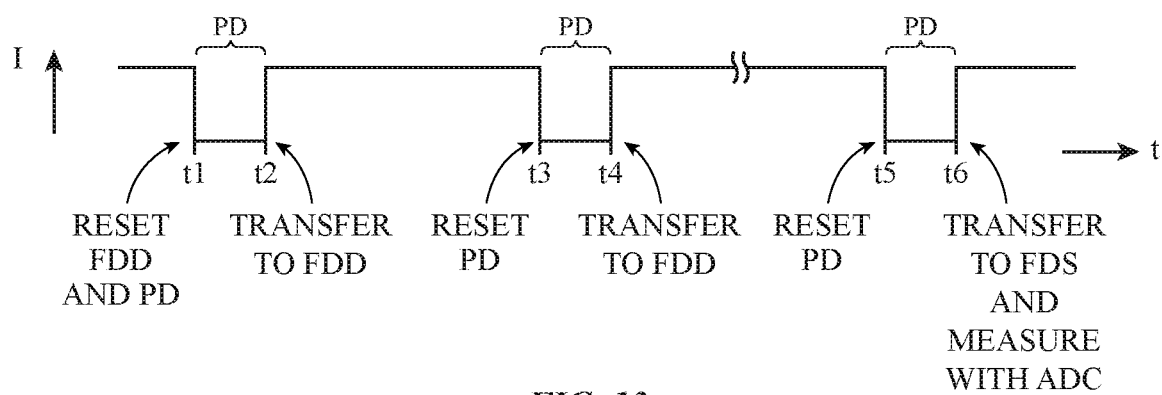 PD PD PD
I
t
t1 t2 t3 t4 t5 t6
RESET FDD AND PD
TRANSFER TO FDD
RESET PD
TRANSFER TO FDD
RESET PD
TRANSFER TO FDS AND MEASURE WITH ADC